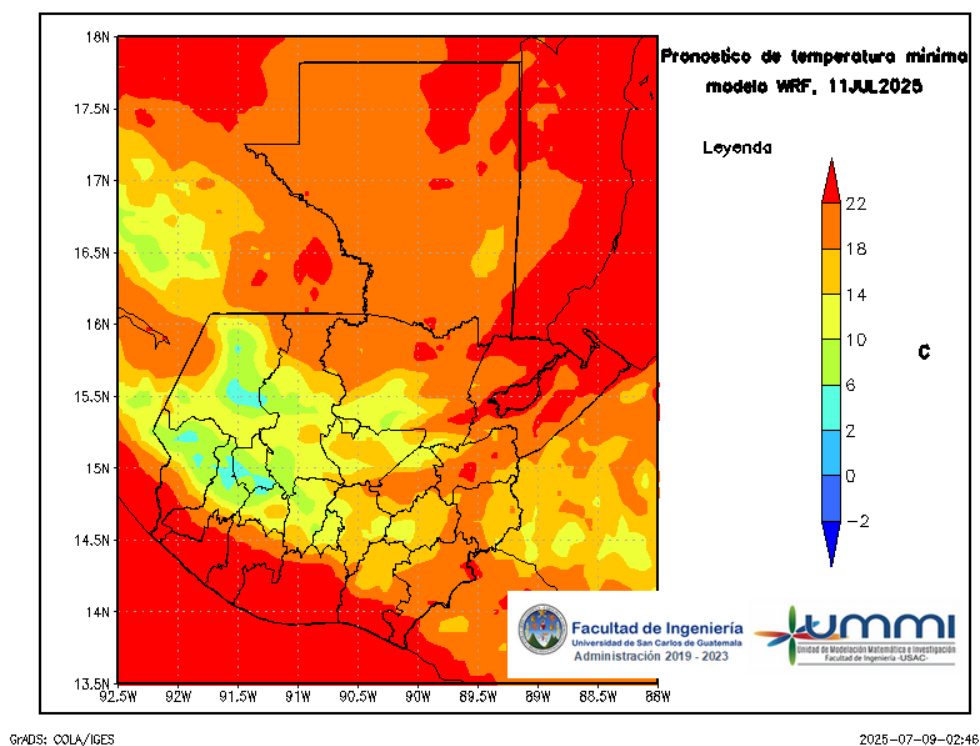 Pronostico de temperatura minima
modelo WRF, 11JUL2025
Leyenda
22
18
14
10
6
2
0
-2
C
18N
17.5N
17N
16.5N
16N
15.5N
15N
14.5N
14N
13.5N
92.5W
92W
91.5W
91W
90.5W
90W
89.5W
89W
88.5W
88W
Facultad de Ingeniería
Universidad de San Carlos de Guatemala
Administración 2019 - 2023
ummi
Unidad de Modelación Matemática e Investigación
Facultad de Ingeniería -USAC-
GrADS: COLA/IGES
2025-07-09-02:46